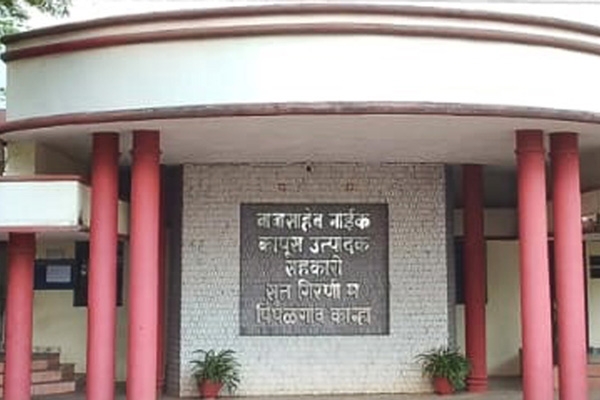 बाबासाहेब नाईक
कापुस उत्पादक
सहकारी
सुत गिरणी म
पिंपळगांव कान्हा